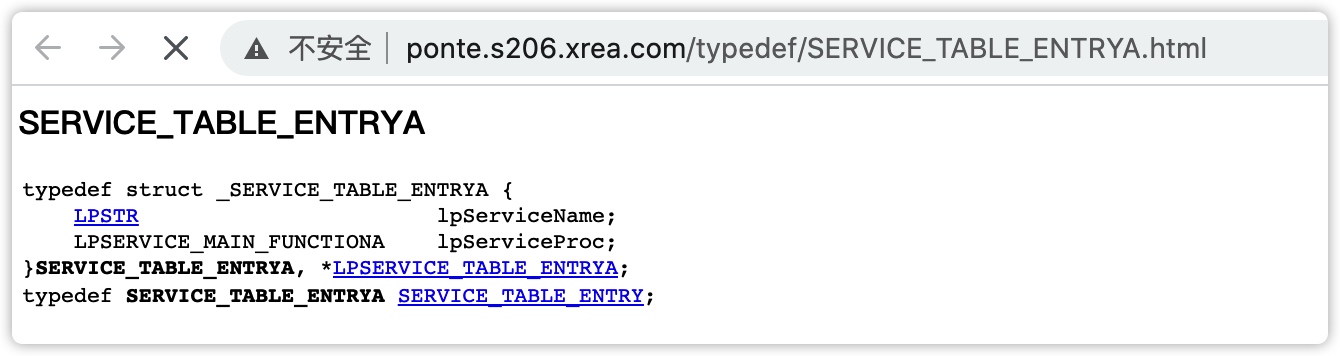 不安全 ponte.s206.xrea.com/typedef/SERVICE_TABLE_ENTRYA.html
SERVICE_TABLE_ENTRYA
typedef struct _SERVICE_TABLE_ENTRYA {
LPSTR lpServiceName;
LPSERVICE_MAIN_FUNCTIONA lpServiceProc;
}SERVICE_TABLE_ENTRYA, *LPSERVICE_TABLE_ENTRYA;
typedef SERVICE_TABLE_ENTRYA SERVICE_TABLE_ENTRY;